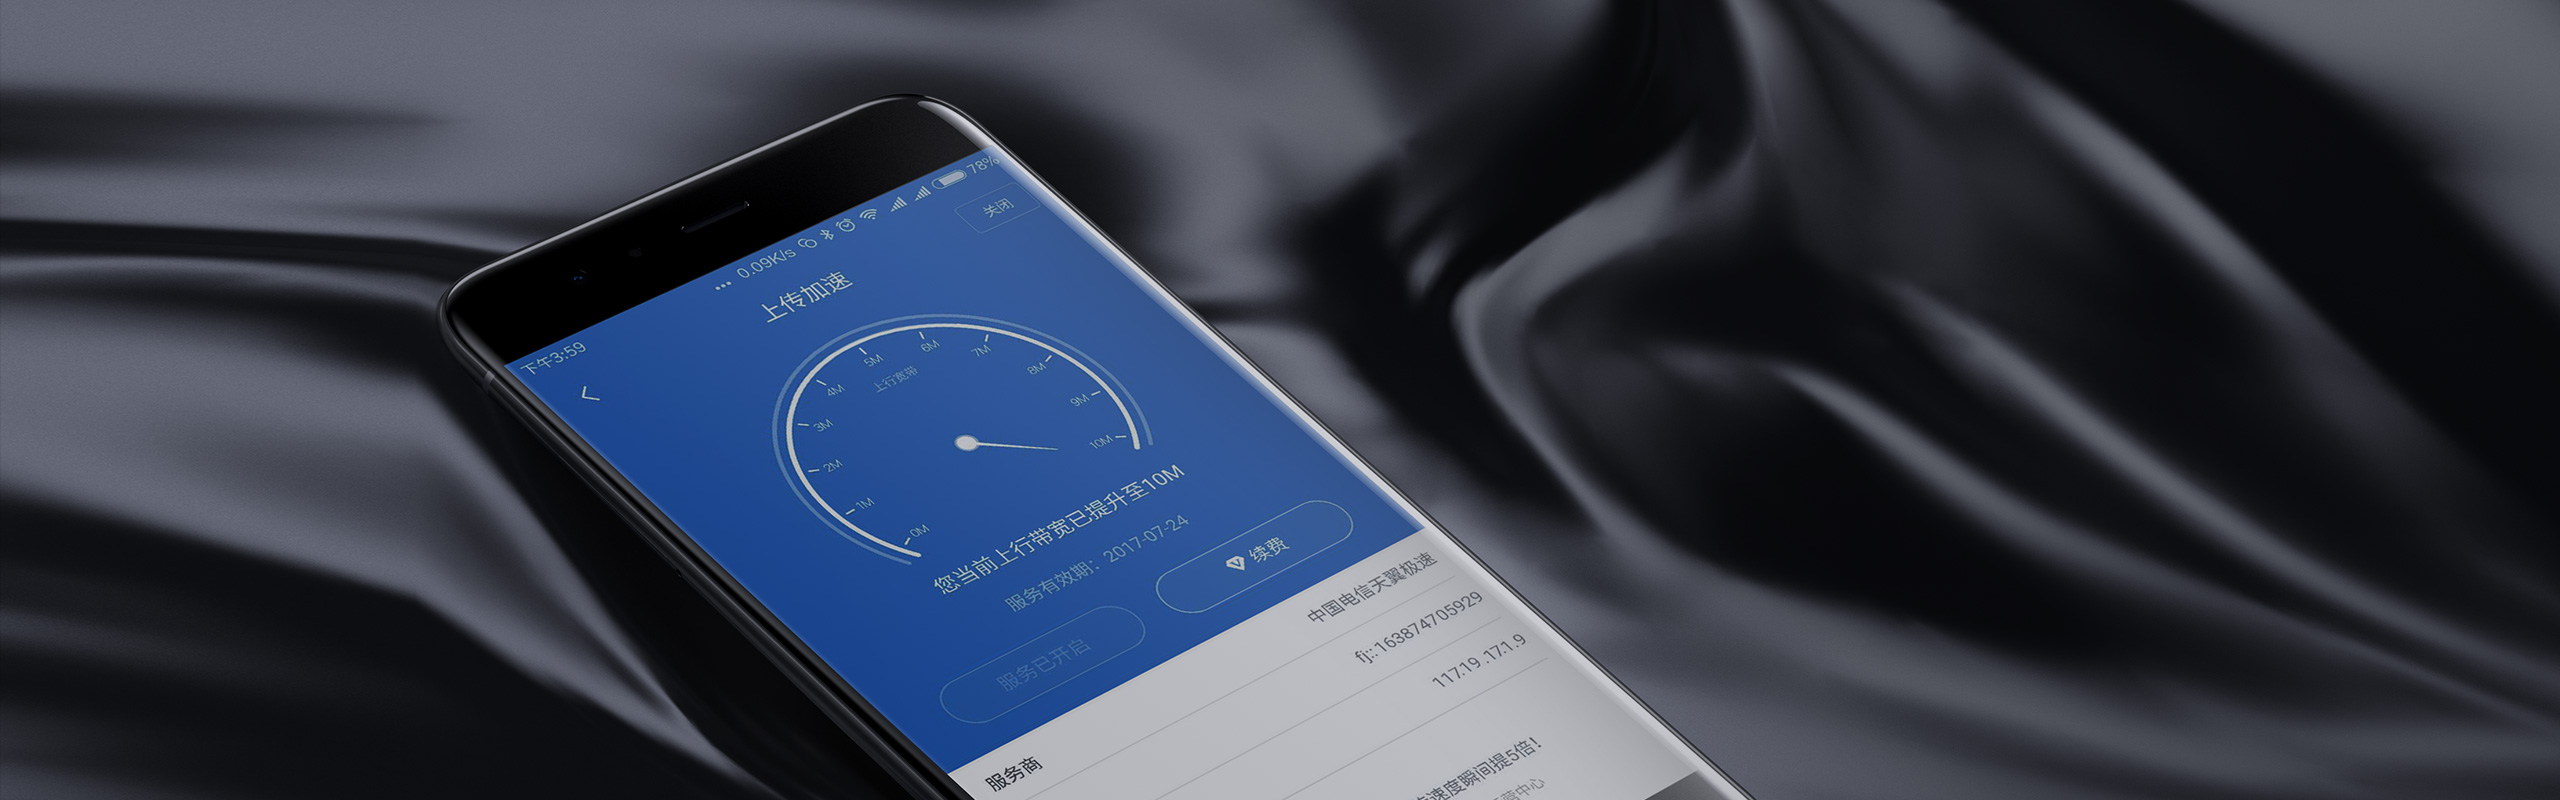 下午3:59 ... 0.09K/s 78%
上传加速 关闭
0M
1M
2M
3M
4M
5M
6M
7M
8M
9M
10M
上行宽带
您当前上行带宽已提升至10M
服务有效期：2017-07-24
服务已开启 续费
服务商 中国电信天翼极速
fj::163874705929
117.19 .17.1.9
速度瞬间提5倍！
营中心